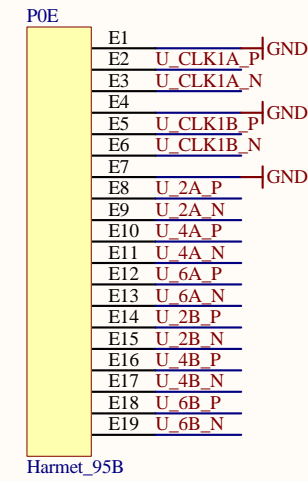 P0E
E1 GND
E2 U_CLK1A_P
E3 U_CLK1A_N
E4 GND
E5 U_CLK1B_P
E6 U_CLK1B_N
E7 GND
E8 U_2A_P
E9 U_2A_N
E10 U_4A_P
E11 U_4A_N
E12 U_6A_P
E13 U_6A_N
E14 U_2B_P
E15 U_2B_N
E16 U_4B_P
E17 U_4B_N
E18 U_6B_P
E19 U_6B_N
Harmet_95B